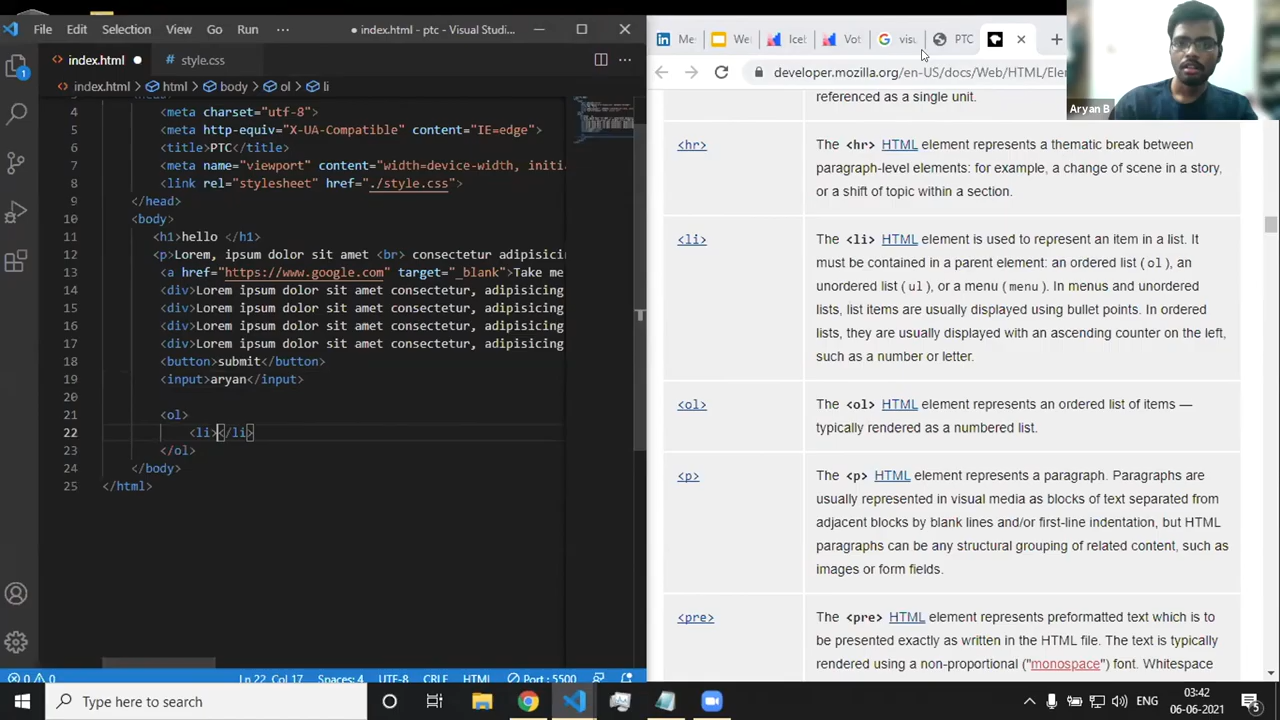 File Edit Selection View Go Run ● index.html - ptc - Visual Studi...
index.html ● style.css
index.html > html > body > ol > li
4 <meta charset="utf-8">
5 <meta http-equiv="X-UA-Compatible" content="IE=edge">
6 <title>PTC</title>
7 <meta name="viewport" content="width=device-width, initi
8 <link rel="stylesheet" href="./style.css">
9 </head>
10 <body>
11 <h1>hello </h1>
12 <p>Lorem, ipsum dolor sit amet <br> consectetur adipisicing
13 <a href="https://www.google.com" target="_blank">Take me
14 <div>Lorem ipsum dolor sit amet consectetur, adipisicing
15 <div>Lorem ipsum dolor sit amet consectetur, adipisicing
16 <div>Lorem ipsum dolor sit amet consectetur, adipisicing
17 <div>Lorem ipsum dolor sit amet consectetur, adipisicing
18 <button>submit</button>
19 <input>aryan</input>
20
21 <ol>
22 <li></li>
23 </ol>
24 </body>
25 </html>
0 0 Ln 22, Col 17 Spaces: 4 UTF-8 CRLF HTML Port : 5500
Me Wel Icel Vot visu PTC
developer.mozilla.org/en-US/docs/Web/HTML/Elem
Aryan B
referenced as a single unit.
<hr> The <hr> HTML element represents a thematic break between
paragraph-level elements: for example, a change of scene in a story,
or a shift of topic within a section.
<li> The <li> HTML element is used to represent an item in a list. It
must be contained in a parent element: an ordered list (ol), an
unordered list (ul), or a menu (menu). In menus and unordered
lists, list items are usually displayed using bullet points. In ordered
lists, they are usually displayed with an ascending counter on the left,
such as a number or letter.
<ol> The <ol> HTML element represents an ordered list of items —
typically rendered as a numbered list.
<p> The <p> HTML element represents a paragraph. Paragraphs are
usually represented in visual media as blocks of text separated from
adjacent blocks by blank lines and/or first-line indentation, but HTML
paragraphs can be any structural grouping of related content, such as
images or form fields.
<pre> The <pre> HTML element represents preformatted text which is to
be presented exactly as written in the HTML file. The text is typically
rendered using a non-proportional ("monospace") font. Whitespace
Type here to search
ENG 03:42
06-06-2021 5